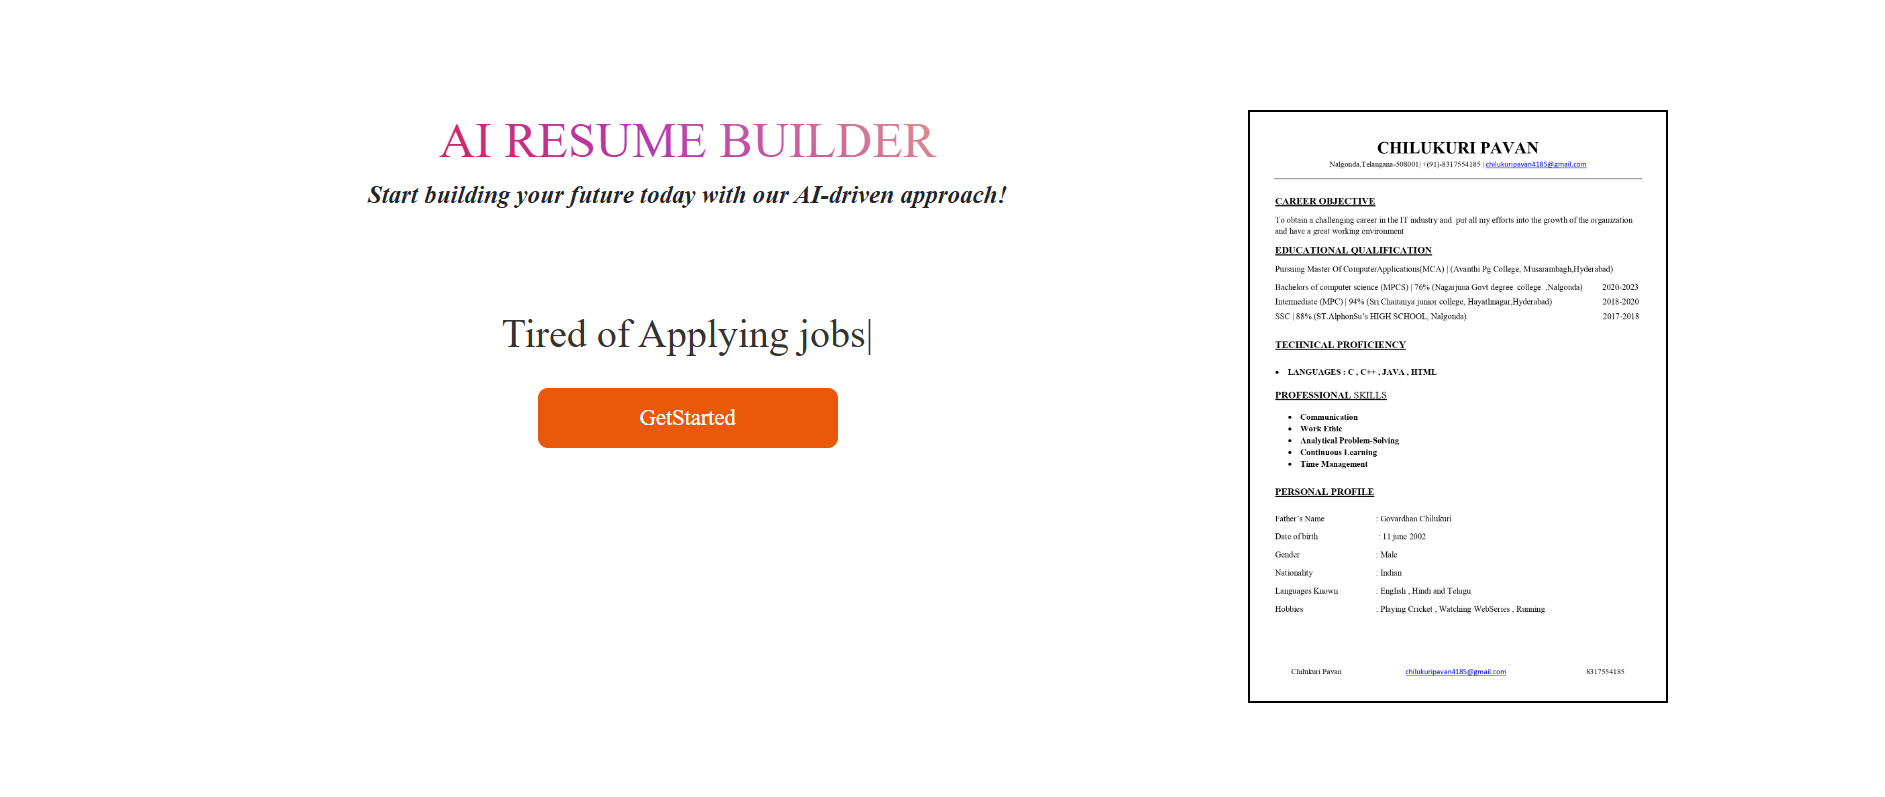 AI RESUME BUILDER
Start building your future today with our AI-driven approach!
Tired of Applying jobs|
GetStarted
CHILUKURI PAVAN
Nalgonda,Telangana-508001| +(91)-8317554185 | chilukuripavan4185@gmail.com
CAREER OBJECTIVE
To obtain a challenging career in the IT industry and put all my efforts into the growth of the organization
and have a great working environment
EDUCATIONAL QUALIFICATION
Pursuing Master Of ComputerApplications(MCA) | (Avanthi Pg College, Musarambagh,Hyderabad)
Bachelors of computer science (MPCS) | 76% (Nagarjuna Govt degree college ,Nalgonda) 2020-2023
Intermediate (MPC) | 94% (Sri Chaitanya junior college, Hayathnagar,Hyderabad) 2018-2020
SSC | 88% (ST.AlphonSu's HIGH SCHOOL, Nalgonda) 2017-2018
TECHNICAL PROFICIENCY
• LANGUAGES : C , C++ , JAVA , HTML
PROFESSIONAL SKILLS
• Communication
• Work Ethic
• Analytical Problem-Solving
• Continuous Learning
• Time Management
PERSONAL PROFILE
Father's Name : Govardhan Chilukuri
Date of birth : 11 june 2002
Gender : Male
Nationality : Indian
Languages Known : English , Hindi and Telugu
Hobbies : Playing Cricket , Watching WebSeries , Running
Chilukuri Pavan chilukuripavan4185@gmail.com 8317554185